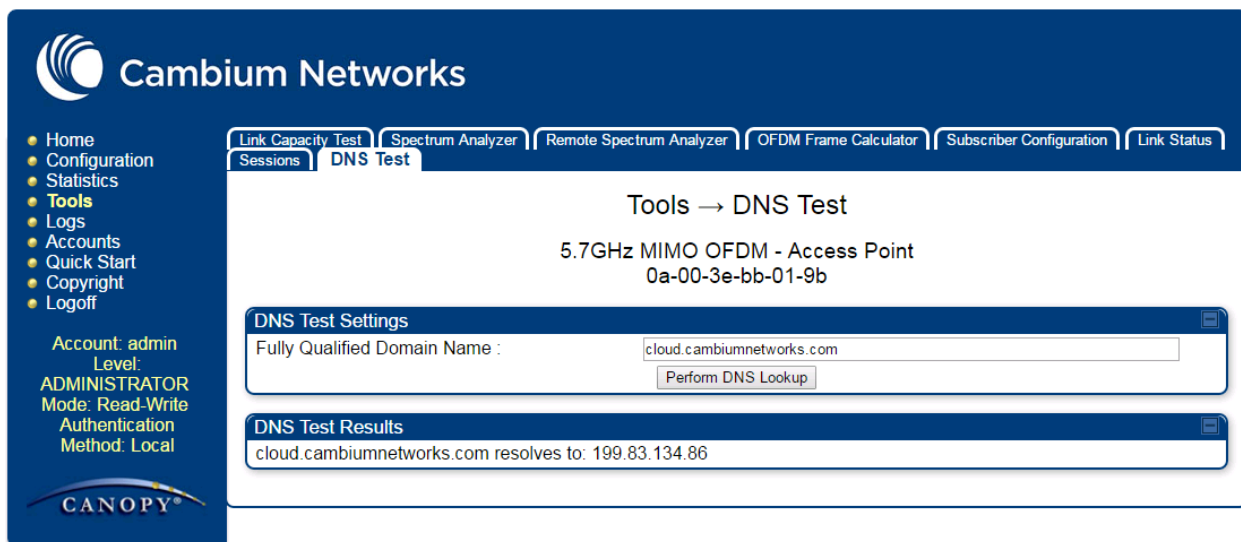 Cambium Networks
Home
Configuration
Statistics
Tools
Logs
Accounts
Quick Start
Copyright
Logoff
Account: admin
Level:
ADMINISTRATOR
Mode: Read-Write
Authentication
Method: Local
CANOPY®
Link Capacity Test Spectrum Analyzer Remote Spectrum Analyzer OFDM Frame Calculator Subscriber Configuration Link Status
Sessions DNS Test
Tools → DNS Test
5.7GHz MIMO OFDM - Access Point
0a-00-3e-bb-01-9b
DNS Test Settings
Fully Qualified Domain Name : cloud.cambiumnetworks.com
Perform DNS Lookup
DNS Test Results
cloud.cambiumnetworks.com resolves to: 199.83.134.86